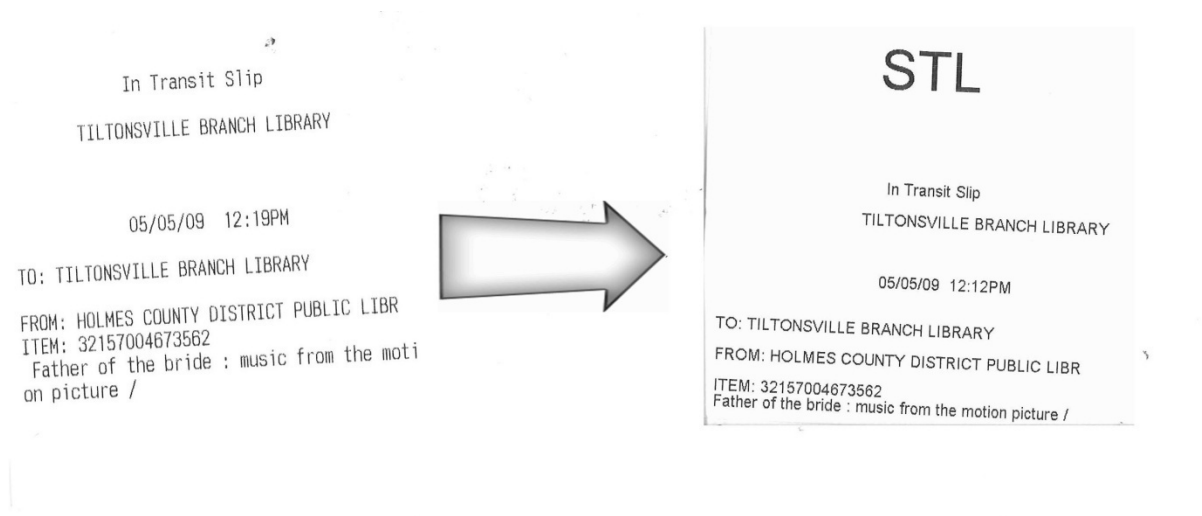 In Transit Slip
TILTONSVILLE BRANCH LIBRARY
05/05/09 12:19PM
TO: TILTONSVILLE BRANCH LIBRARY
FROM: HOLMES COUNTY DISTRICT PUBLIC LIBR
ITEM: 32157004673562
Father of the bride : music from the moti
on picture /
STL
In Transit Slip
TILTONSVILLE BRANCH LIBRARY
05/05/09 12:12PM
TO: TILTONSVILLE BRANCH LIBRARY
FROM: HOLMES COUNTY DISTRICT PUBLIC LIBR
ITEM: 32157004673562
Father of the bride : music from the motion picture /